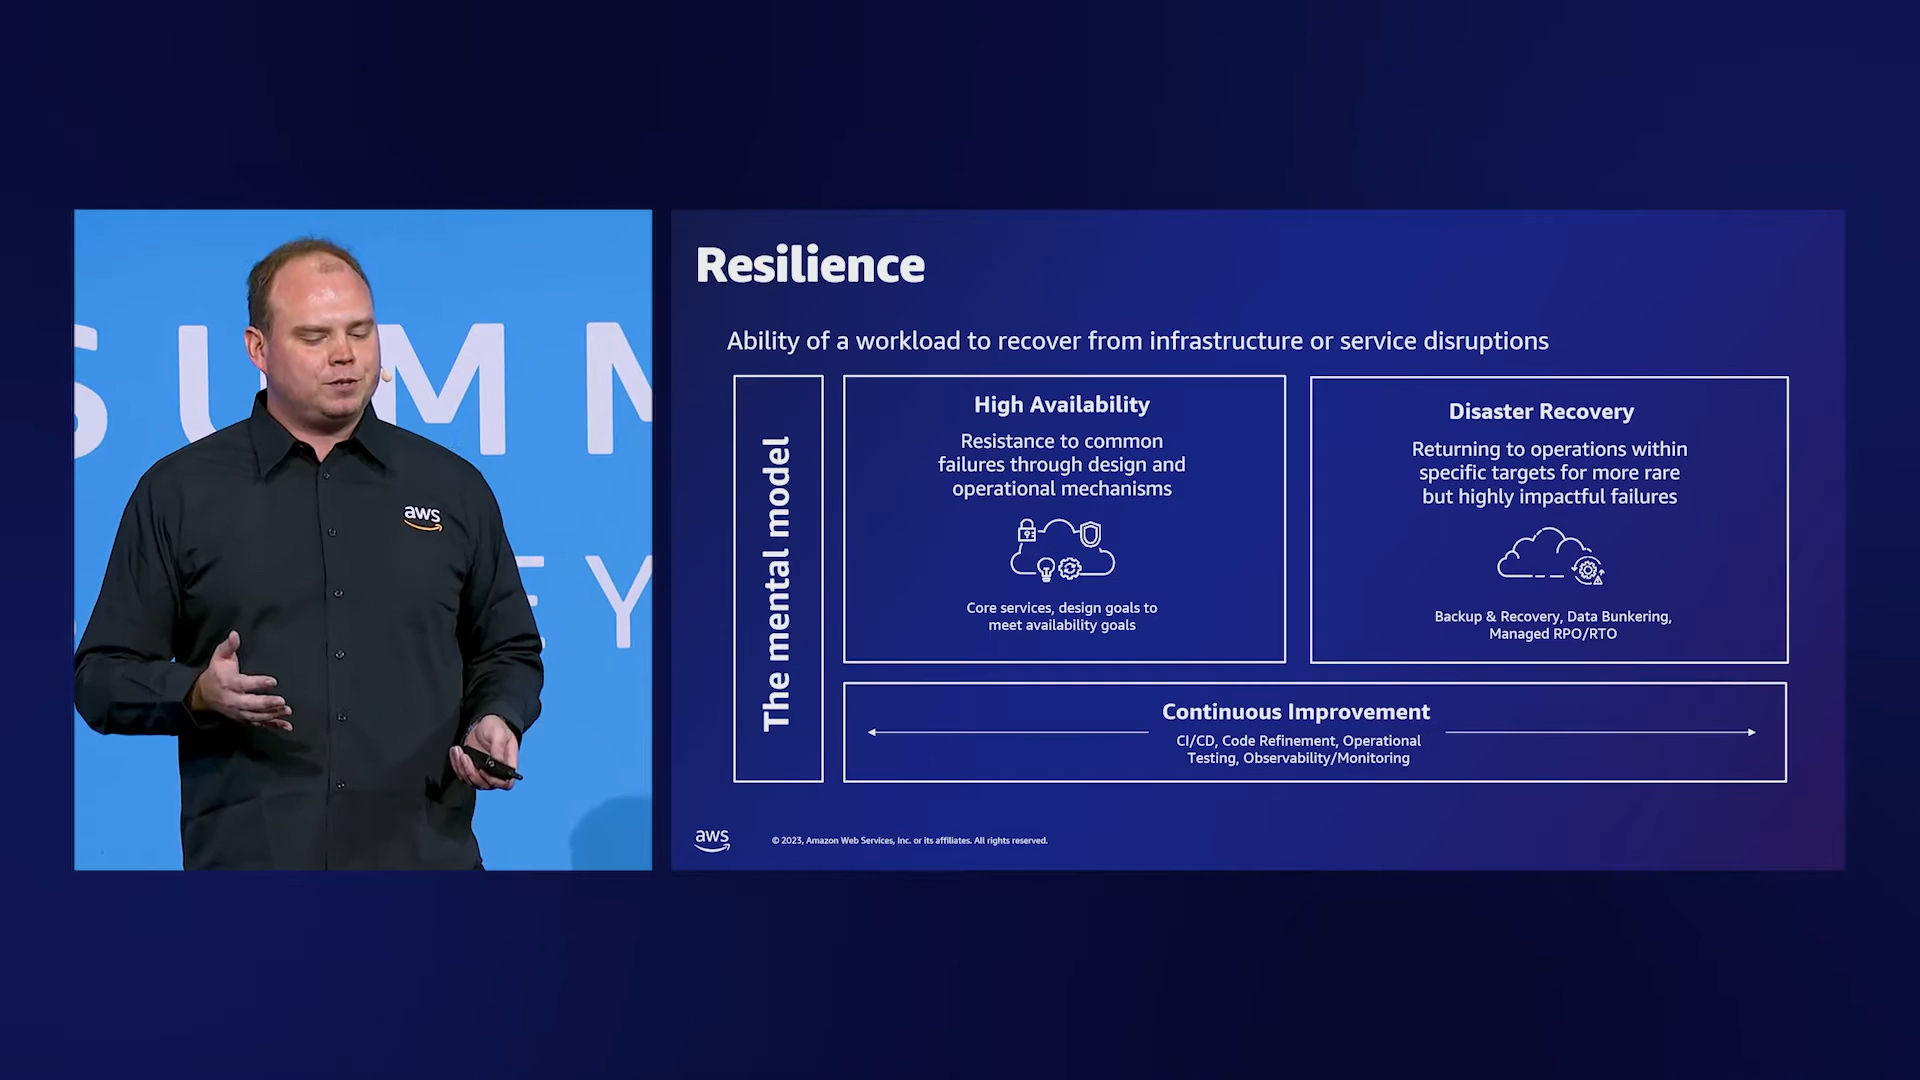 SUMM
EY
aws
Resilience
Ability of a workload to recover from infrastructure or service disruptions
The mental model
High Availability
Resistance to common
failures through design and
operational mechanisms
Core services, design goals to
meet availability goals
Disaster Recovery
Returning to operations within
specific targets for more rare
but highly impactful failures
Backup & Recovery, Data Bunkering,
Managed RPO/RTO
Continuous Improvement
CI/CD, Code Refinement, Operational
Testing, Observability/Monitoring
aws
© 2023, Amazon Web Services, Inc. or its affiliates. All rights reserved.